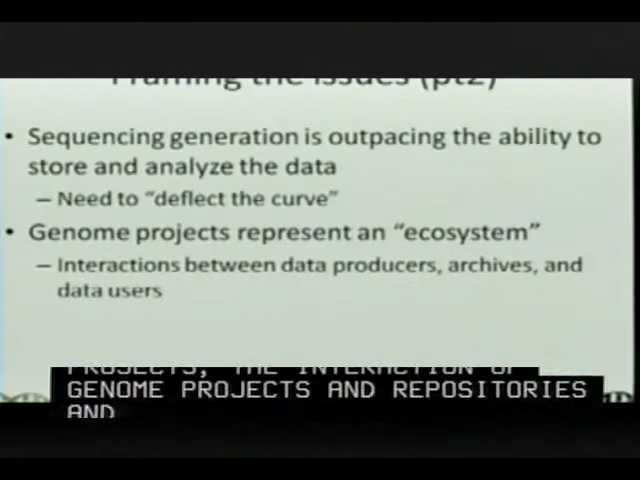 Framing the issues (pt2)
• Sequencing generation is outpacing the ability to
store and analyze the data
– Need to “deflect the curve”
• Genome projects represent an “ecosystem”
– Interactions between data producers, archives, and
data users
PROJECTS, THE INTERACTION OF
GENOME PROJECTS AND REPOSITORIES
AND